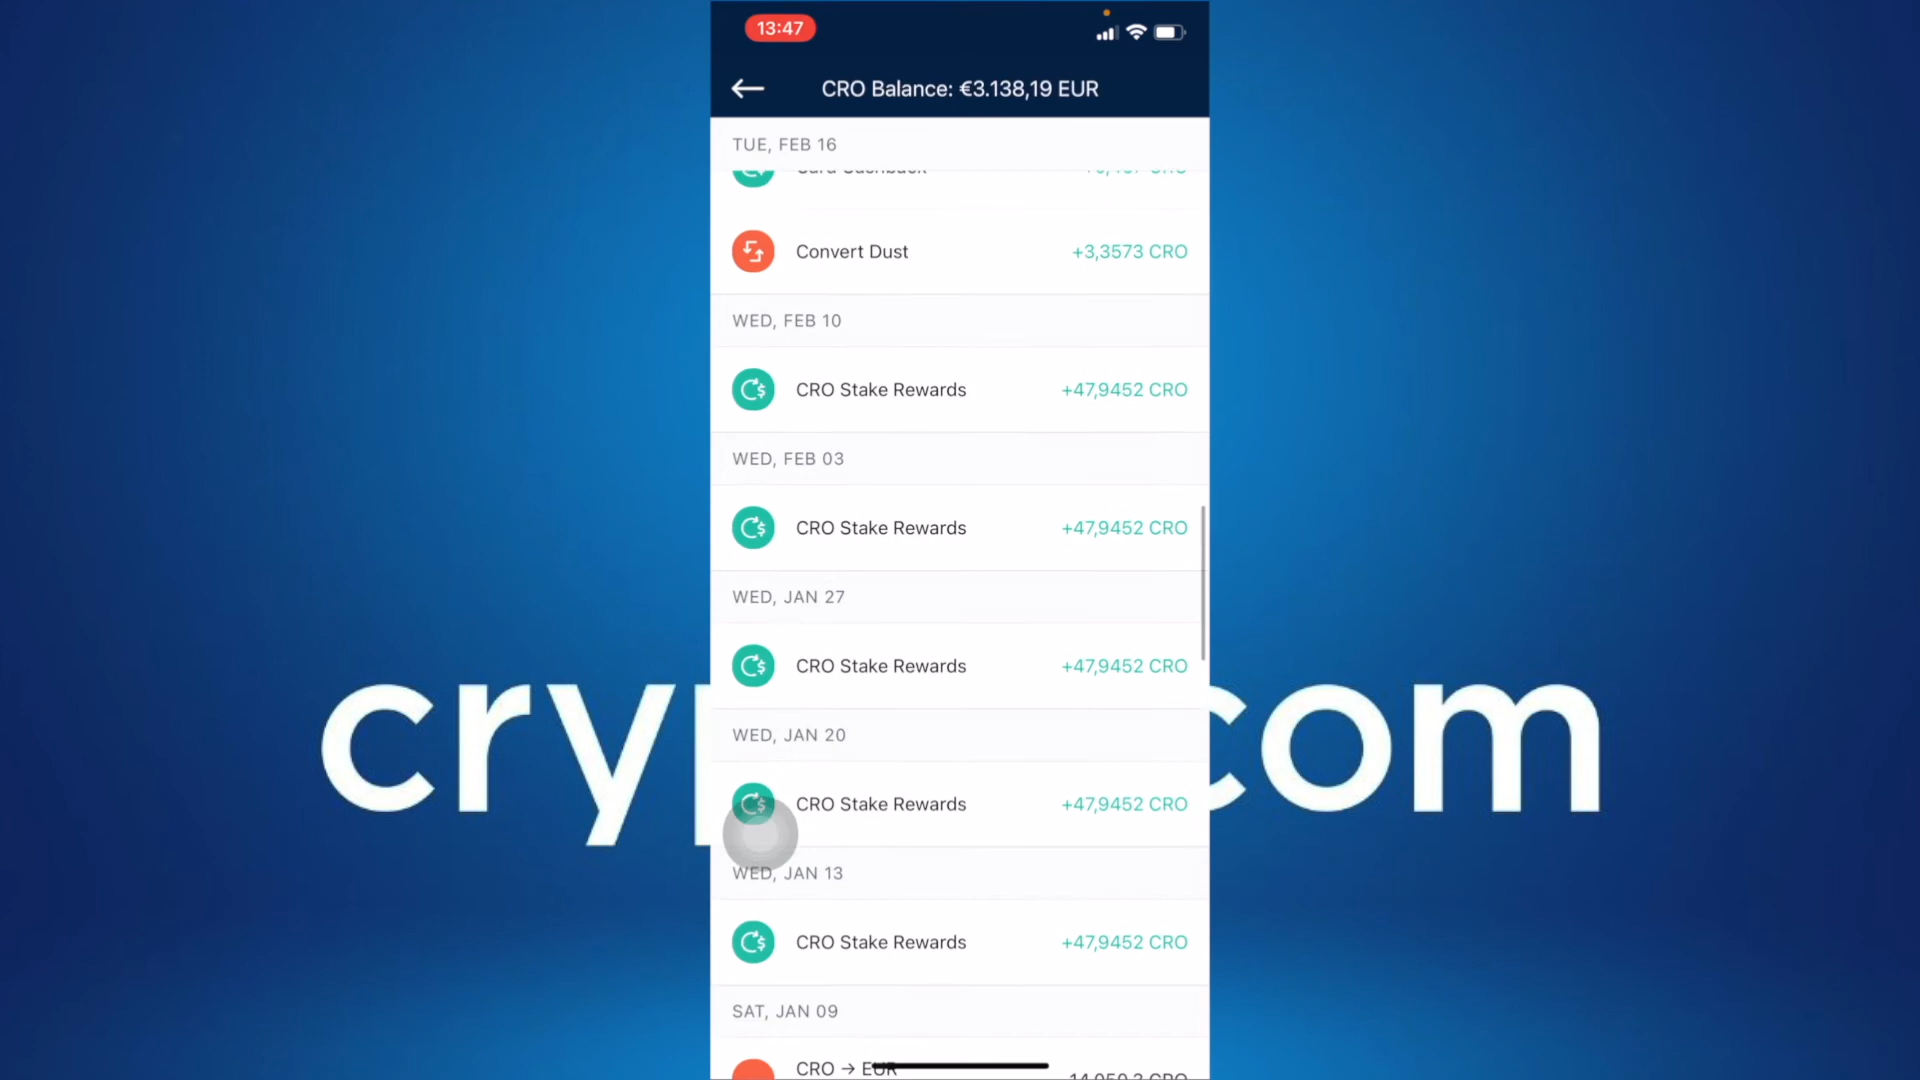 13:47
CRO Balance: €3.138,19 EUR
TUE, FEB 16
Card Cashback
Convert Dust +3,3573 CRO
WED, FEB 10
CRO Stake Rewards +47,9452 CRO
WED, FEB 03
CRO Stake Rewards +47,9452 CRO
WED, JAN 27
CRO Stake Rewards +47,9452 CRO
WED, JAN 20
CRO Stake Rewards +47,9452 CRO
cry com
WED, JAN 13
CRO Stake Rewards +47,9452 CRO
SAT, JAN 09
CRO → EUR